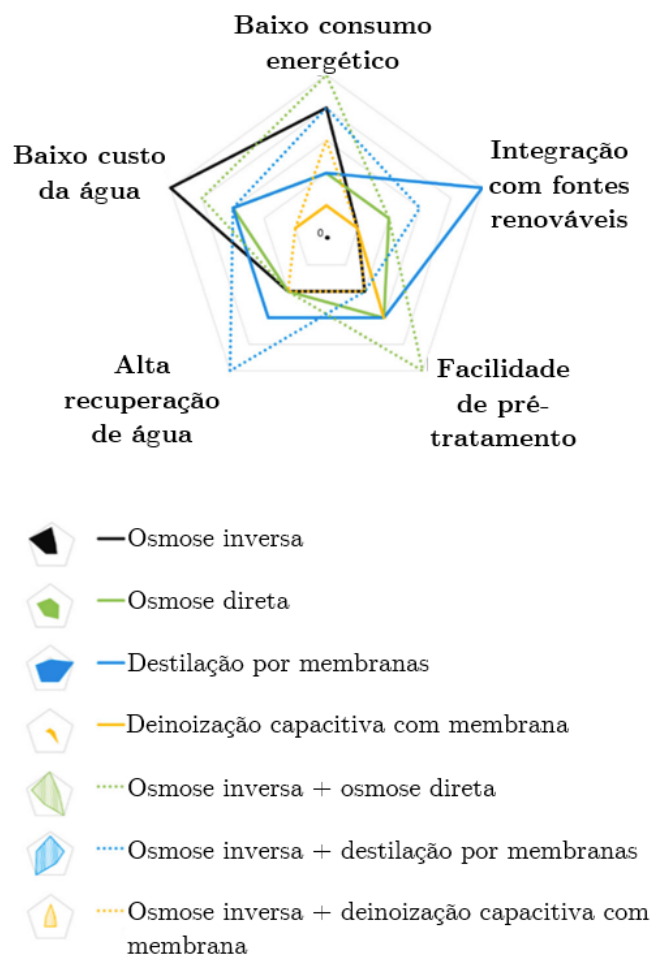 Baixo consumo
energético
Baixo custo
da água
Integração
com fontes
renováveis
0
Alta
recuperação
de água
Facilidade
de pré-
tratamento
Osmose inversa
Osmose direta
Destilação por membranas
Deinoização capacitiva com membrana
Osmose inversa + osmose direta
Osmose inversa + destilação por membranas
Osmose inversa + deinoização capacitiva com
membrana